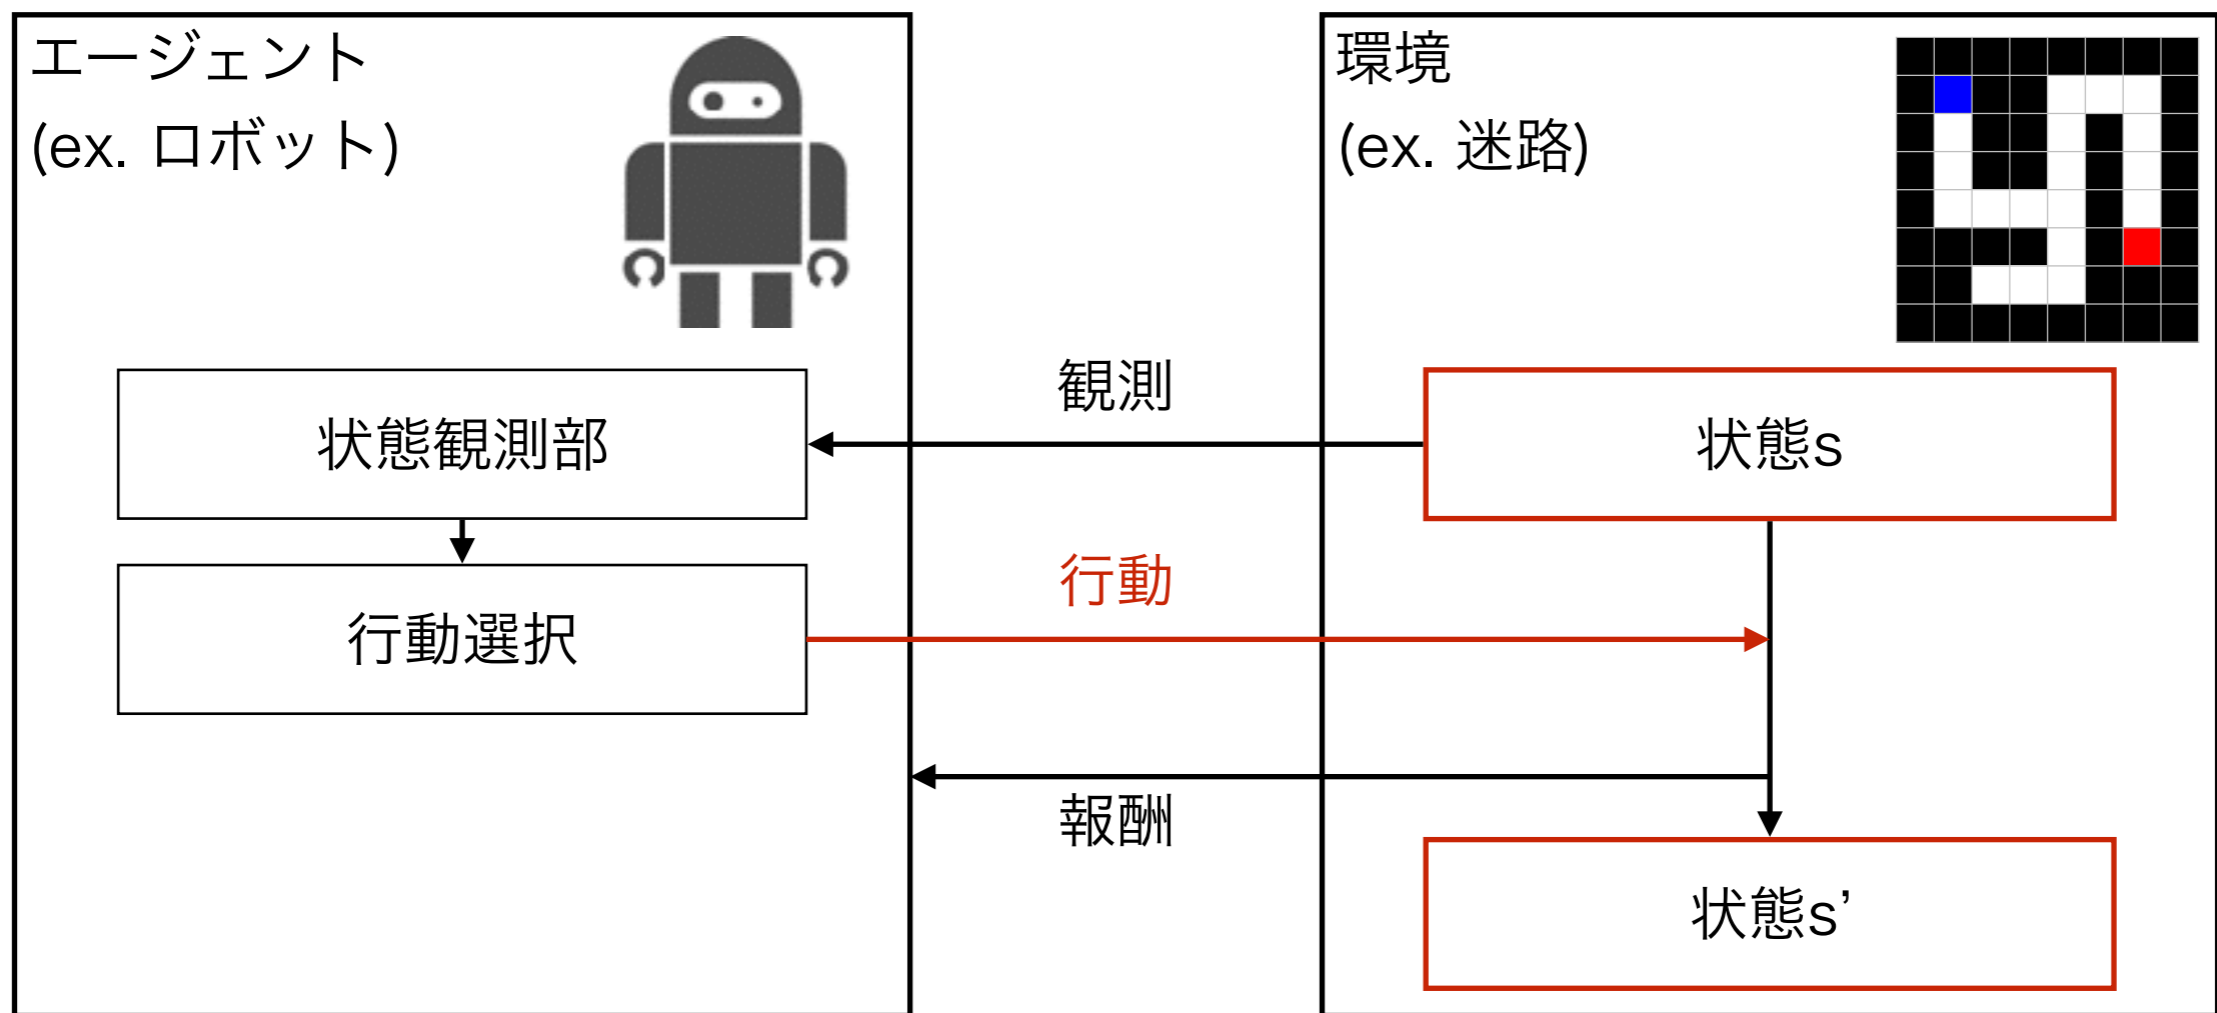 エージェント
(ex. ロボット)
環境
(ex. 迷路)
観測
状態観測部
状態s
行動
行動選択
報酬
状態s’